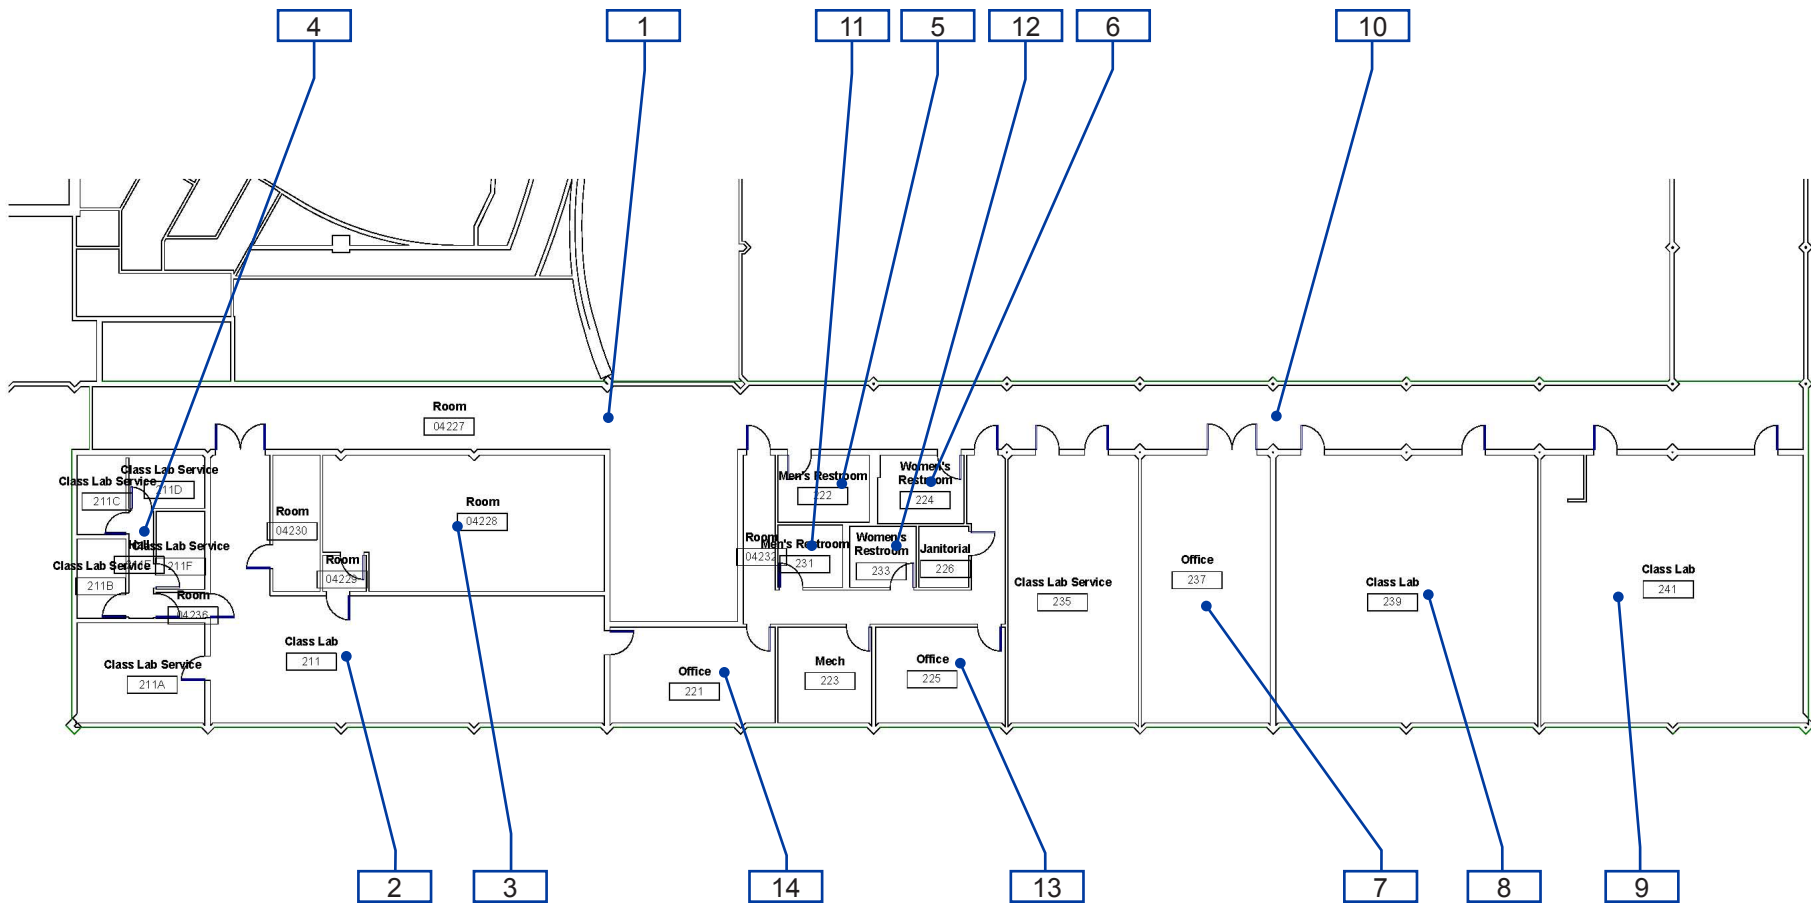 4
1
11
5
12
6
10
Room
04227
Class Lab Service
211D
Class Lab Service
211C
Men's Restroom
222
Women's
Restroom
224
Room
04228
Room
04230
Room
04232
Men's Restroom
231
Women's
Restroom
233
Janitorial
226
Class Lab Service
211F
Class Lab Service
211B
Room
04229
Room
04236
Class Lab Service
235
Office
237
Class Lab
239
Class Lab
241
Class Lab
211
Class Lab Service
211A
Office
221
Mech
223
Office
225
2
3
14
13
7
8
9